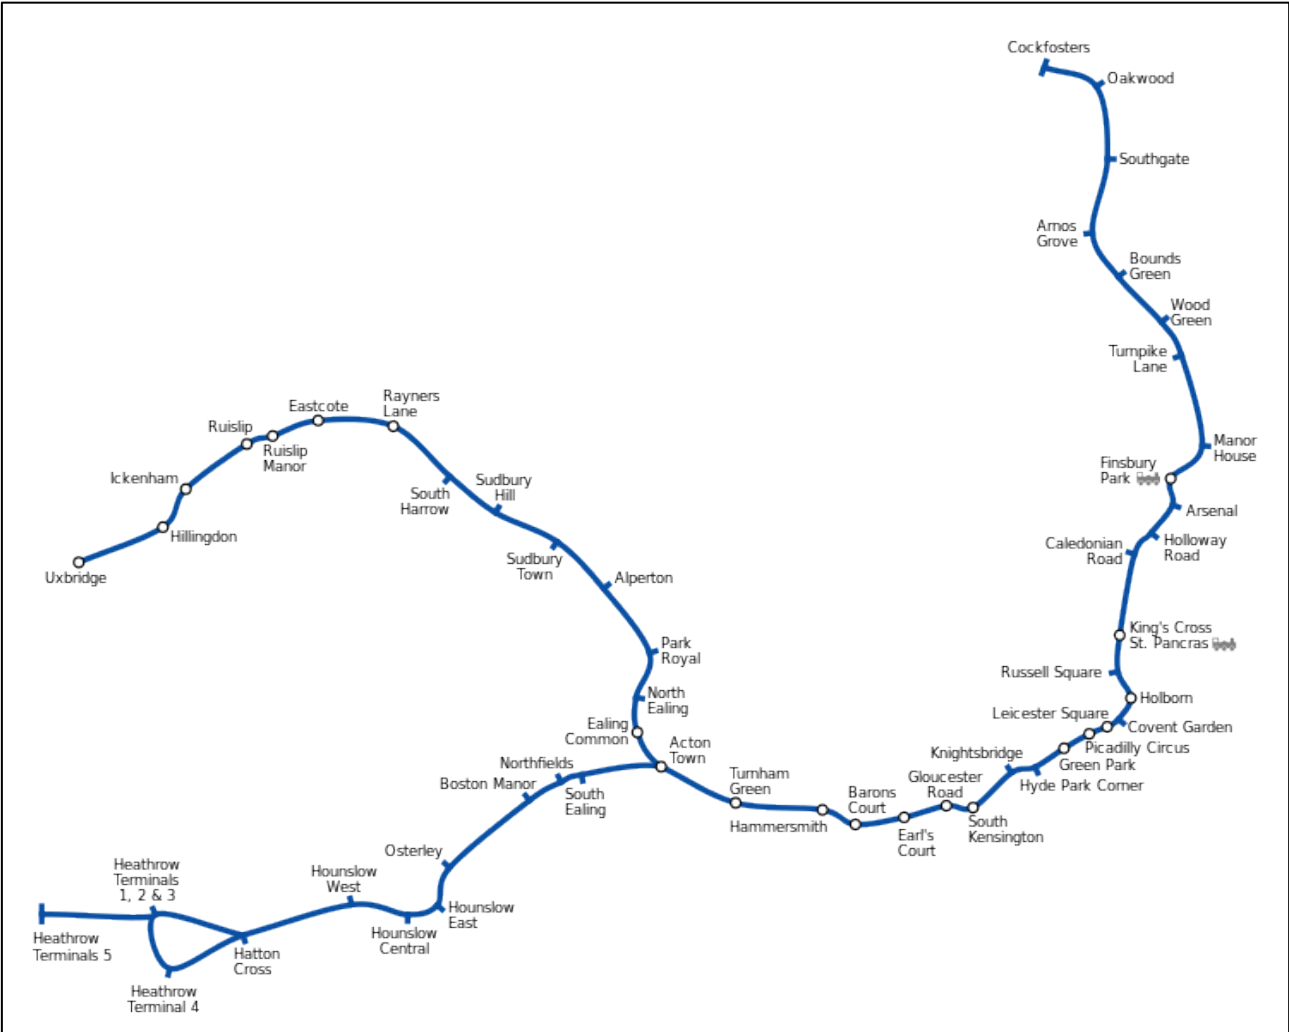 Cockfosters
Oakwood
Southgate
Arnos
Grove
Bounds
Green
Wood
Green
Turnpike
Lane
Manor
House
Finsbury
Park
Arsenal
Holloway
Road
Caledonian
Road
King's Cross
St. Pancras
Russell Square
Holborn
Leicester Square
Covent Garden
Picadilly Circus
Green Park
Knightsbridge
Hyde Park Corner
Gloucester
Road
South
Kensington
Earl's
Court
Barons
Court
Hammersmith
Turnham
Green
Acton
Town
Ealing
Common
North
Ealing
Park
Royal
Alperton
Sudbury
Town
Sudbury
Hill
South
Harrow
Rayners
Lane
Eastcote
Ruislip
Manor
Ruislip
Ickenham
Hillingdon
Uxbridge
South
Ealing
Northfields
Boston Manor
Osterley
Hounslow
East
Hounslow
Central
Hounslow
West
Hatton
Cross
Heathrow
Terminals
1, 2 & 3
Heathrow
Terminal 4
Heathrow
Terminals 5